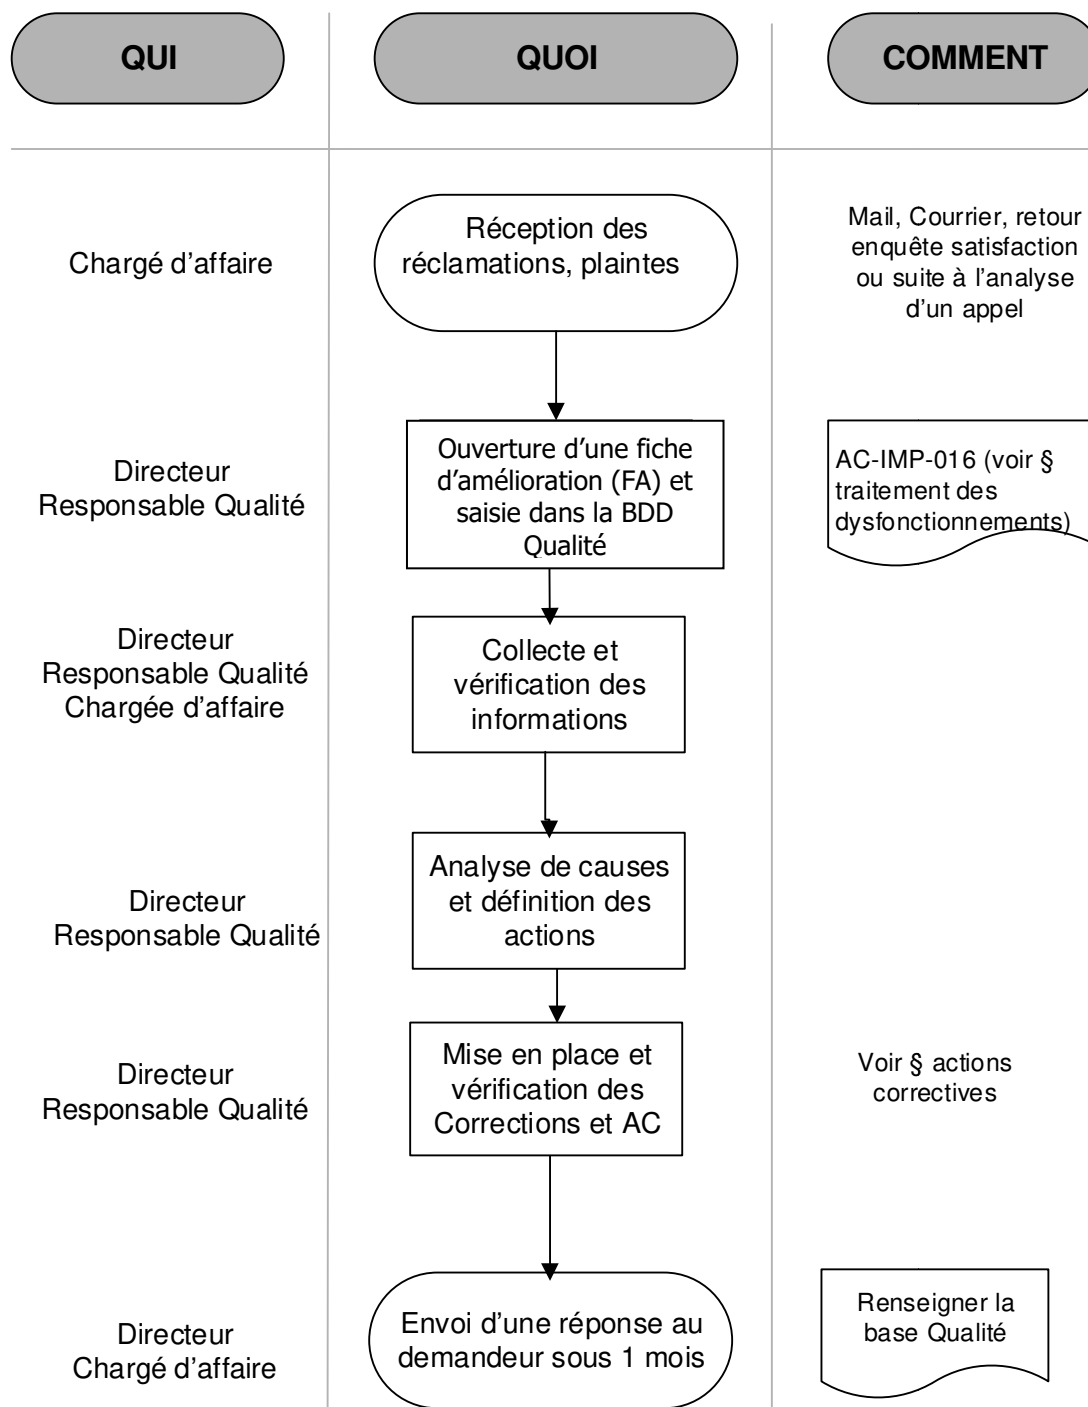 QUI
QUOI
COMMENT
Chargé d'affaire
Réception des
réclamations, plaintes
Mail, Courrier, retour
enquête satisfaction
ou suite à l'analyse
d'un appel
Directeur
Responsable Qualité
Ouverture d'une fiche
d'amélioration (FA) et
saisie dans la BDD
Qualité
AC-IMP-016 (voir §
traitement des
dysfonctionnements)
Directeur
Responsable Qualité
Chargée d'affaire
Collecte et
vérification des
informations
Directeur
Responsable Qualité
Analyse de causes
et définition des
actions
Directeur
Responsable Qualité
Mise en place et
vérification des
Corrections et AC
Voir § actions
correctives
Directeur
Chargé d'affaire
Envoi d'une réponse au
demandeur sous 1 mois
Renseigner la
base Qualité